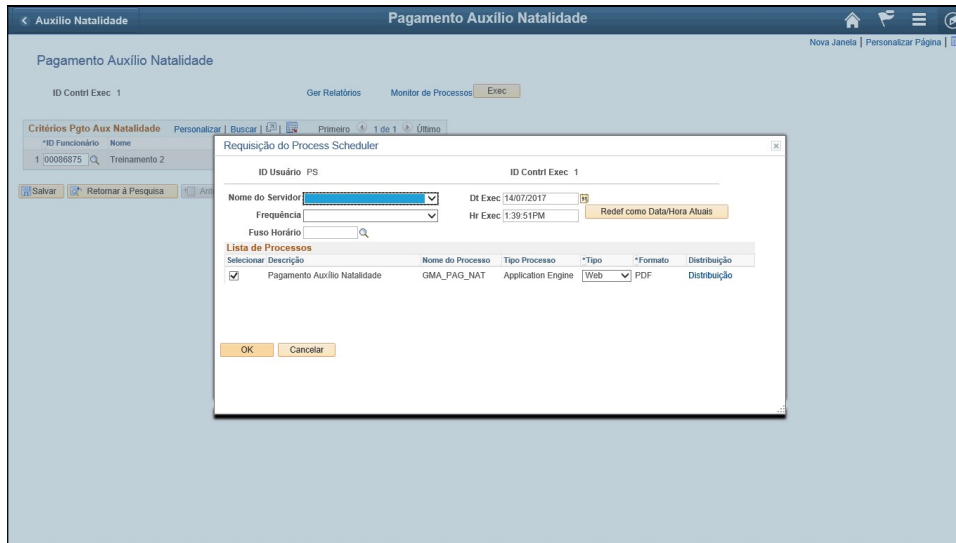 Auxilio Natalidade
Pagamento Auxílio Natalidade
Nova Janela | Personalizar Página |
Pagamento Auxílio Natalidade
ID Contrl Exec 1 Ger Relatórios Monitor de Processos Exec
Critérios Pgto Aux Natalidade Personalizar | Buscar | Primeiro 1 de 1 Último
*ID Funcionário Nome
1 00086875 Treinamento 2
Salvar Retornar à Pesquisa Ant
Requisição do Process Scheduler
ID Usuário PS ID Contrl Exec 1
Nome do Servidor Dt Exec 14/07/2017
Frequência Hr Exec 1:39:51PM Redef como Data/Hora Atuais
Fuso Horário
Lista de Processos
Selecionar Descrição Nome do Processo Tipo Processo *Tipo *Formato Distribuição
Pagamento Auxílio Natalidade GMA_PAG_NAT Application Engine Web PDF Distribuição
OK Cancelar